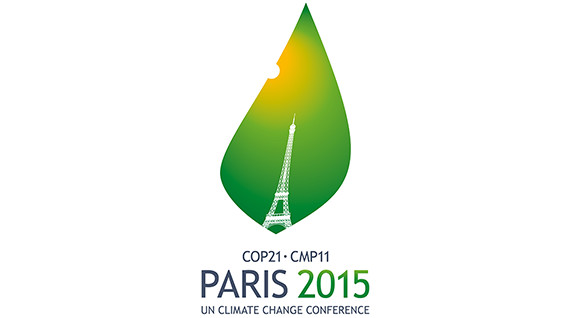 COP21 · CMP11
PARIS 2015
UN CLIMATE CHANGE CONFERENCE